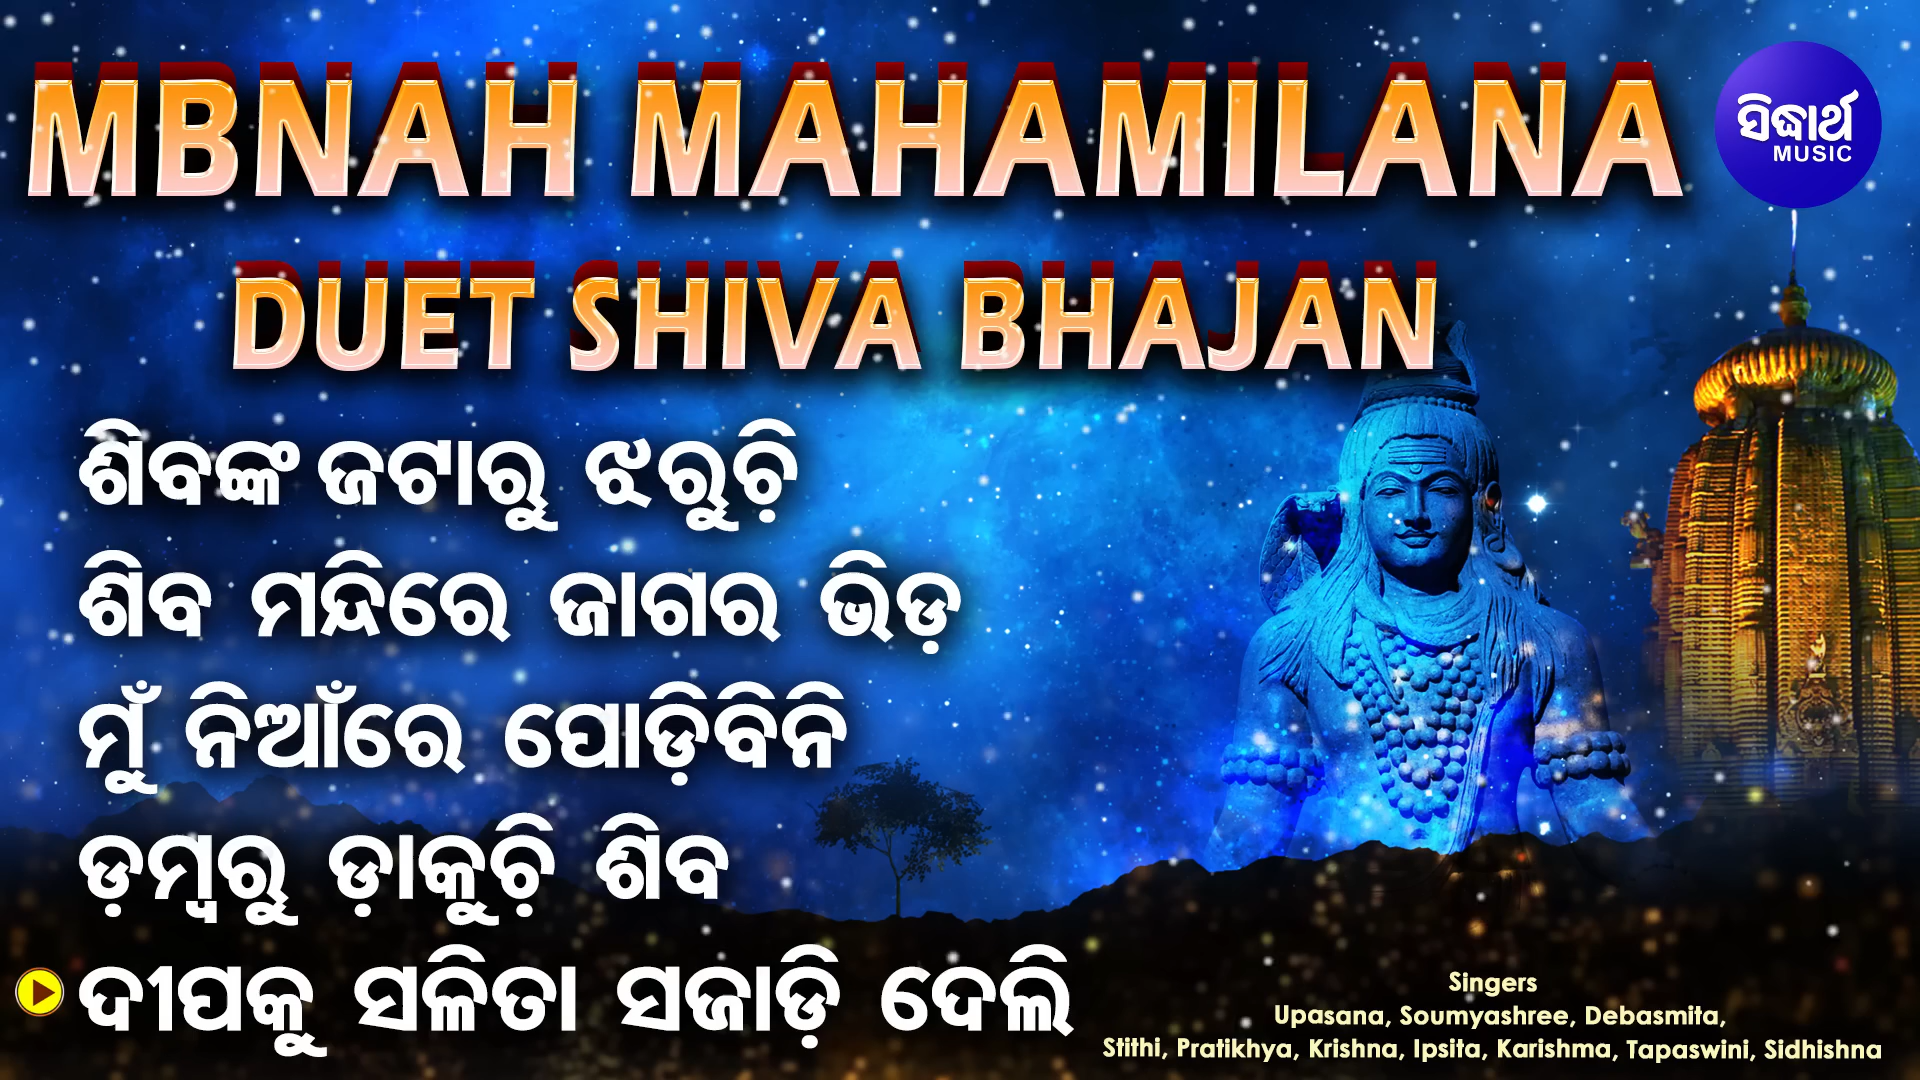 MBNAH MAHAMILANA
ସିଦ୍ଧାର୍ଥ
MUSIC
DUET SHIVA BHAJAN
ଶିବଙ୍କ ଜଟାରୁ ଝରୁଚ଼ି
ଶିବ ମନ୍ଦିରେ ଜାଗର ଭିଡ଼
ମୁଁ ନିଆଁରେ ପୋଡ଼ିବିନି
ଡ଼ମ୍ବରୁ ଡ଼ାକୁଚ଼ି ଶିବ
ଦୀପକୁ ସଳିତା ସଜାଡ଼ି ଦେଲି
Singers
Upasana, Soumyashree, Debasmita,
Stithi, Pratikhya, Krishna, Ipsita, Karishma, Tapaswini, Sidhishna